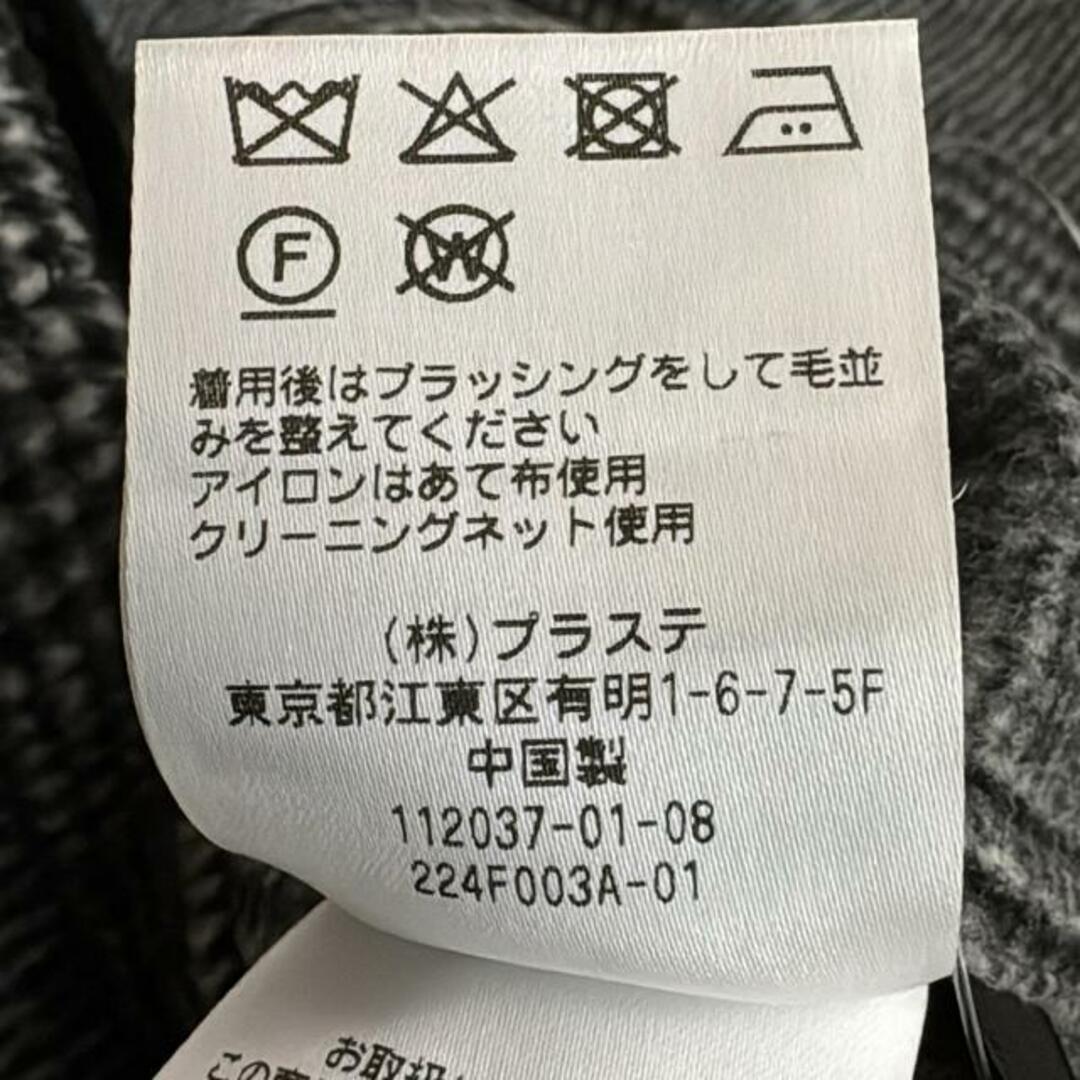 F W
着用後はブラッシングをして毛並
みを整えてください
アイロンはあて布使用
クリーニングネット使用
(株)プラステ
東京都江東区有明1-6-7-5F
中国製
112037-01-08
224F003A-01
お取扱
この